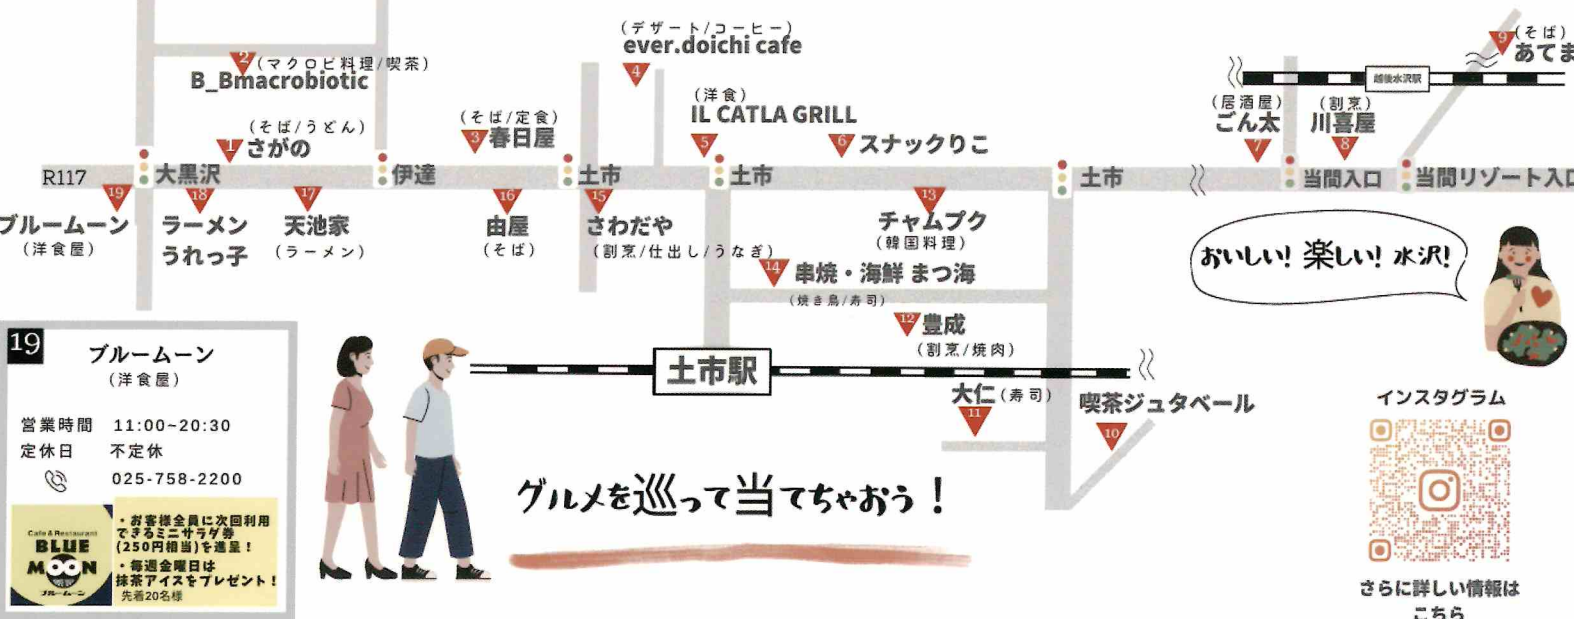 (デザート/コーヒー)
ever.doichi cafe
4
9
(そば)
あてま
2
(マクロビ料理/喫茶)
B_Bmacrobiotic
越後水沢駅
(洋食)
IL CATLA GRILL
(居酒屋)
ごん太
(割烹)
川喜屋
(そば/うどん)
1
さがの
(そば/定食)
3
春日屋
5
6
スナックりこ
7
8
R117
大黒沢
伊達
土市
土市
土市
当間入口
当間リゾート入口
19
ブルームーン
(洋食屋)
18
ラーメン
うれっ子
17
天池家
(ラーメン)
16
由屋
(そば)
15
さわだや
(割烹/仕出し/うなぎ)
13
チャムプク
(韓国料理)
14
串焼・海鮮 まつ海
(焼き鳥/寿司)
12
豊成
(割烹/焼肉)
おいしい! 楽しい! 水沢!
土市駅
大仁(寿司)
11
喫茶ジュタベール
10
19
ブルームーン
(洋食屋)
営業時間 11:00~20:30
定休日 不定休
025-758-2200
Cafe & Restaurant
BLUE
MOON
ブルームーン
・お客様全員に次回利用
できるミニサラダ券
(250円相当)を進呈！
・毎週金曜日は
抹茶アイスをプレゼント！
先着20名様
グルメを巡って当てちゃおう！
インスタグラム
さらに詳しい情報は
こちら